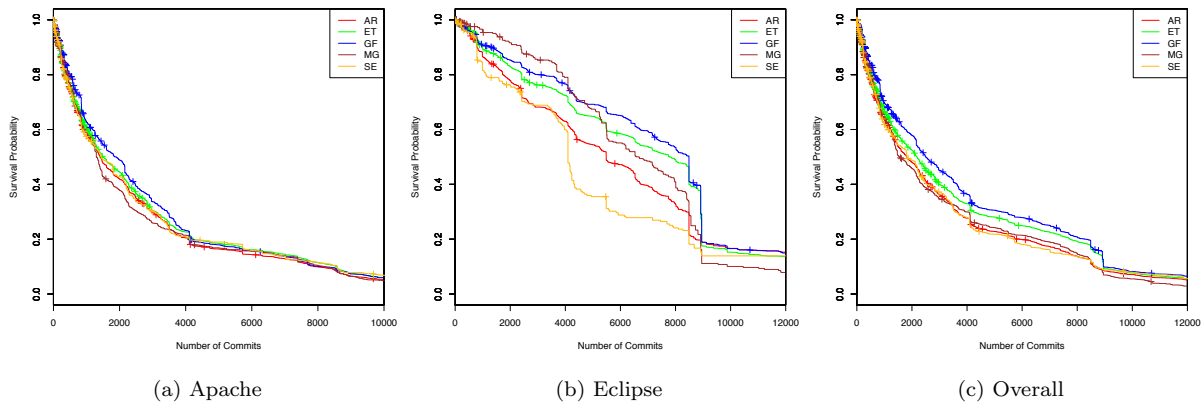 Survival Probability
1.0
0.8
0.6
0.4
0.2
0.0
AR
ET
GF
MG
SE
0 2000 4000 6000 8000 10000
Number of Commits
(a) Apache
Survival Probability
1.0
0.8
0.6
0.4
0.2
0.0
AR
ET
GF
MG
SE
0 2000 4000 6000 8000 10000 12000
Number of Commits
(b) Eclipse
Survival Probability
1.0
0.8
0.6
0.4
0.2
0.0
AR
ET
GF
MG
SE
0 2000 4000 6000 8000 10000 12000
Number of Commits
(c) Overall